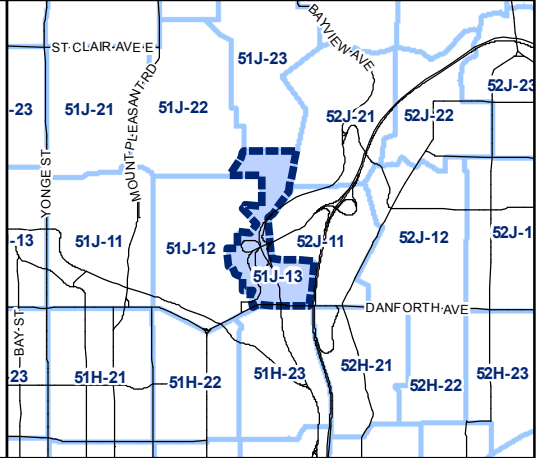 BAYVIEW AVE
ST CLAIR AVE E
51J-23
52J-23
-23
51J-21
MOUNT PLEASANT RD
51J-22
52J-21
52J-22
YONGE ST
-13
51J-11
51J-12
52J-11
52J-12
52J-1
51J-13
DANFORTH AVE
BAY ST
23
51H-21
51H-22
51H-23
52H-21
52H-22
52H-23